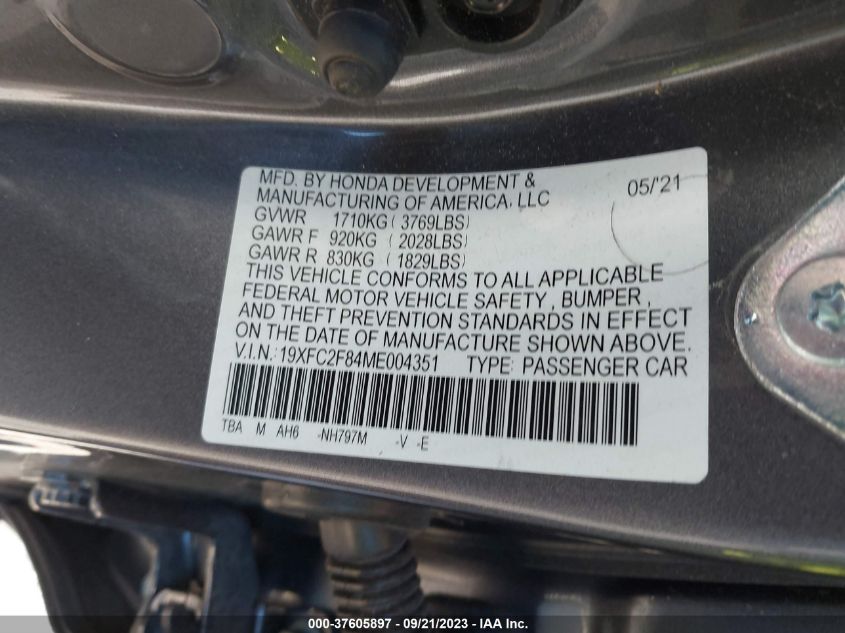 MFD. BY HONDA DEVELOPMENT &
MANUFACTURING OF AMERICA, LLC
05/'21
GVWR 1710KG ( 3769LBS)
GAWR F 920KG ( 2028LBS)
GAWR R 830KG ( 1829LBS)
THIS VEHICLE CONFORMS TO ALL APPLICABLE
FEDERAL MOTOR VEHICLE SAFETY , BUMPER ,
AND THEFT PREVENTION STANDARDS IN EFFECT
ON THE DATE OF MANUFACTURE SHOWN ABOVE.
V.I.N.: 19XFC2F84ME004351 TYPE: PASSENGER CAR
TBA M AH6 -NH797M -V -E
000-37605897 - 09/21/2023 - IAA Inc.